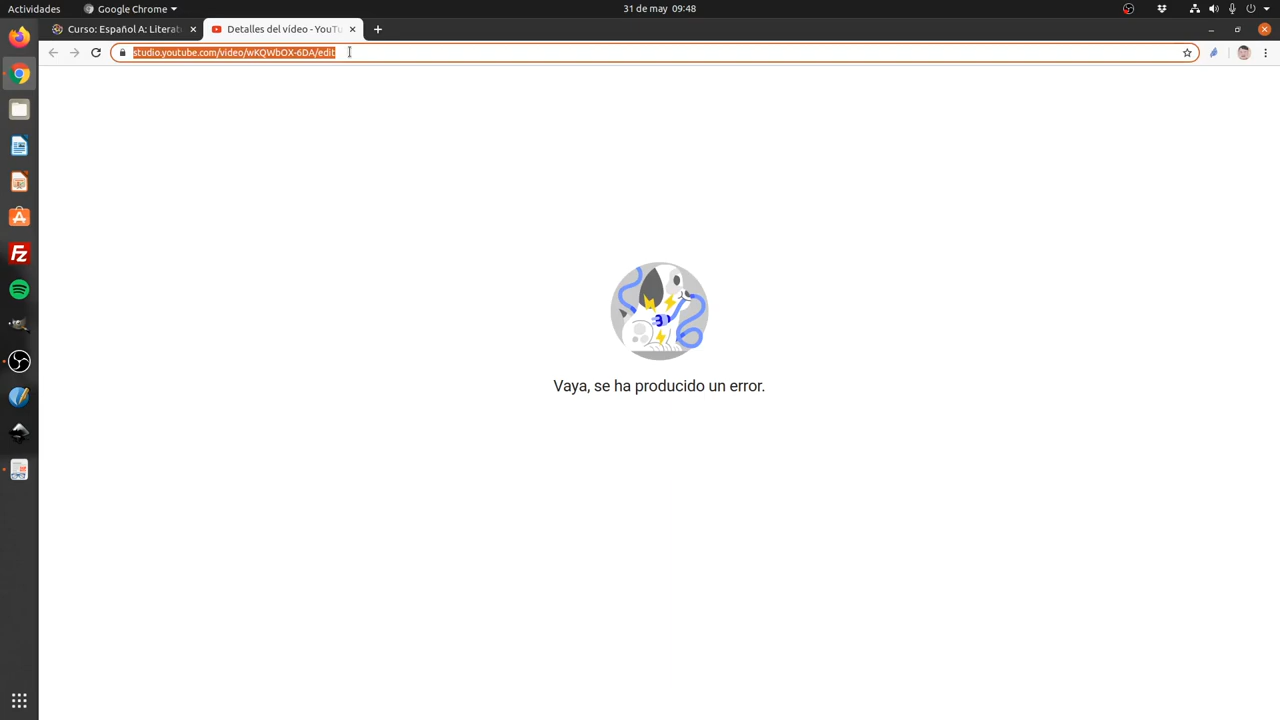 Actividades
Google Chrome
31 de may 09:48
Curso: Español A: Literat
Detalles del vídeo - YouTu
studio.youtube.com/video/wKQWbOX-6DA/edit
Vaya, se ha producido un error.